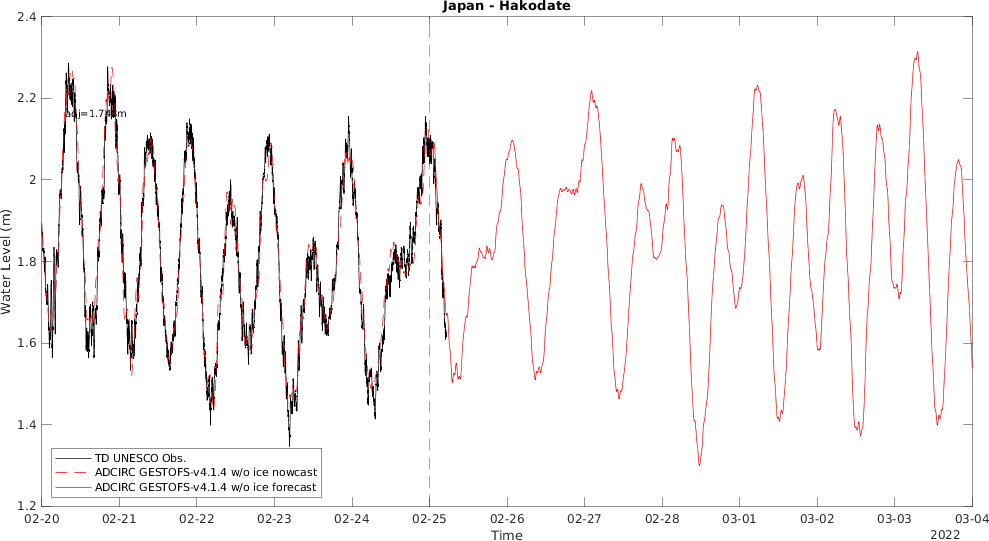 Japan - Hakodate
2.4
2.2
2
1.8
1.6
1.4
1.2
Water Level (m)
TD UNESCO Obs.
ADCIRC GESTOFS-v4.1.4 w/o ice nowcast
ADCIRC GESTOFS-v4.1.4 w/o ice forecast
02-20 02-21 02-22 02-23 02-24 02-25 02-26 02-27 02-28 03-01 03-02 03-03 03-04
Time
2022